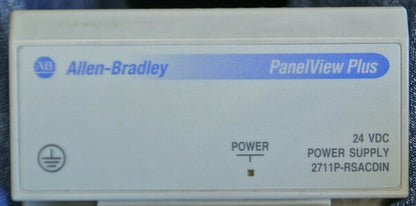 AB Allen-Bradley PanelView Plus
POWER
24 VDC
POWER SUPPLY
2711P-RSACDIN